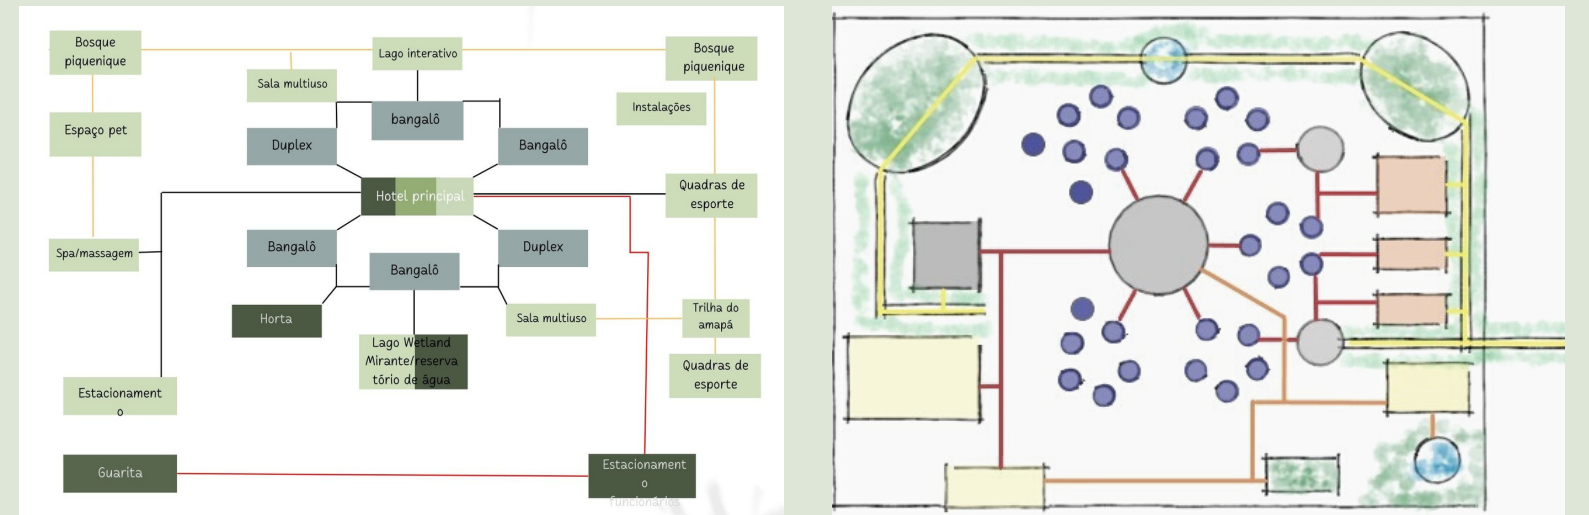 Bosque
piquenique
Lago interativo
Bosque
piquenique
Sala multiuso
Instalações
bangalô
Espaço pet
Duplex
Bangalô
Hotel principal
Quadras de
esporte
Spa/massagem
Bangalô
Duplex
Bangalô
Horta
Sala multiuso
Trilha do
amapá
Lago Wetland
Mirante/reserva
tório de água
Quadras de
esporte
Estacionament
o
Guarita
Estacionament
o
funcionários